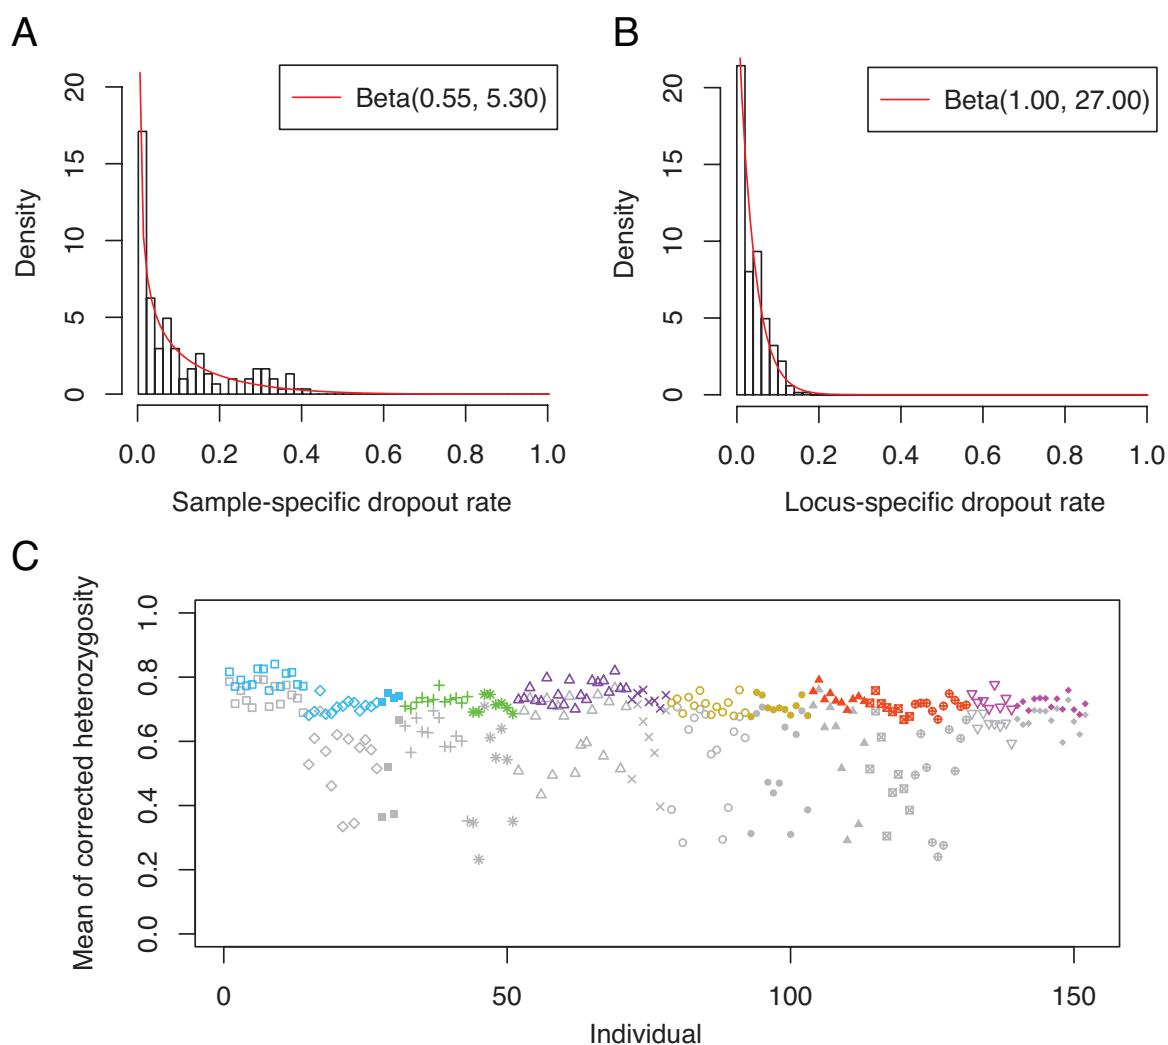 A
Density
0 5 10 15 20
Beta(0.55, 5.30)
0.0 0.2 0.4 0.6 0.8 1.0
Sample-specific dropout rate
B
Density
0 5 10 15 20
Beta(1.00, 27.00)
0.0 0.2 0.4 0.6 0.8 1.0
Locus-specific dropout rate
C
Mean of corrected heterozygosity
0.0 0.2 0.4 0.6 0.8 1.0
0 50 100 150
Individual